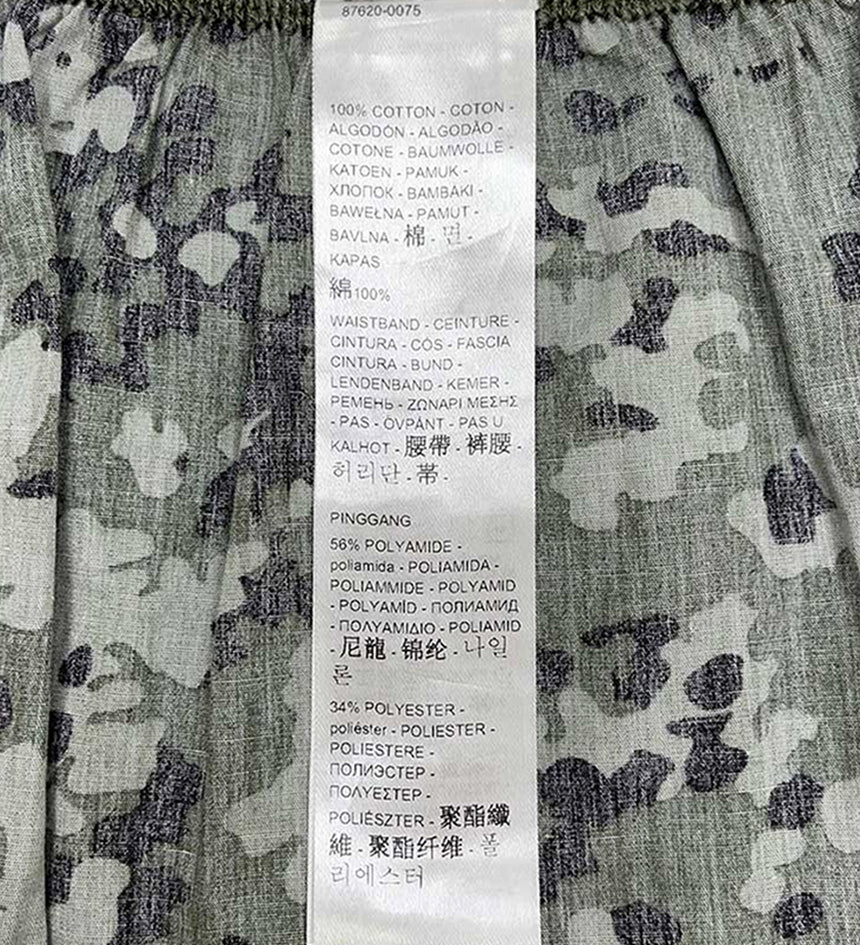 87620-0075
100% COTTON - COTON -
ALGODÓN - ALGODÃO -
COTONE - BAUMWOLLE -
KATOEN - PAMUK -
ХЛОПОК - ΒΑΜΒΑΚΙ -
BAWEŁNA - PAMUT -
BAVLNA - 棉 - 면 -
KAPAS
綿100%
WAISTBAND - CEINTURE -
CINTURA - CÓS - FASCIA
CINTURA - BUND -
LENDENBAND - KEMER -
РЕМЕНЬ - ΖΩΝΑΡΙ ΜΕΣΗΣ
- PAS - ÖVPÁNT - PAS U
KALHOT - 腰帶 - 裤腰 -
허리단 - 帯 -
PINGGANG
56% POLYAMIDE -
poliamida - POLIAMIDA -
POLIAMMIDE - POLYAMID
- POLYAMİD - ПОЛИАМИД
- ΠΟΛΥΑΜΙΔΙΟ - POLIAMID
- 尼龍 - 锦纶 - 나일
론
34% POLYESTER -
poliéster - POLIESTER -
POLIESTERE -
ПОЛИЭСТЕР -
ΠΟΛΥΕΣΤΕΡ -
POLIÉSZTER - 聚酯纖
維 - 聚酯纤维 - 폴
리에스터